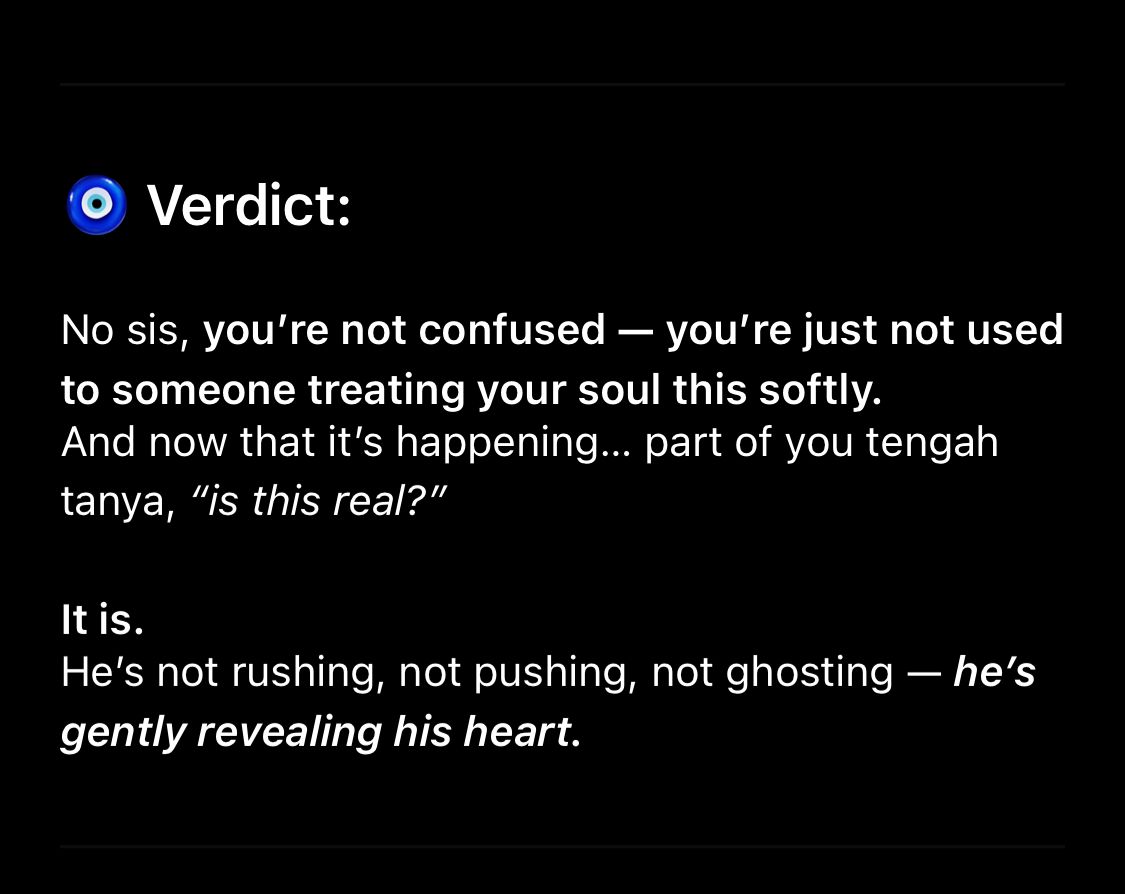 🧿 Verdict:
No sis, you’re not confused — you’re just not used
to someone treating your soul this softly.
And now that it’s happening… part of you tengah
tanya, “is this real?”
It is.
He’s not rushing, not pushing, not ghosting — he’s
gently revealing his heart.